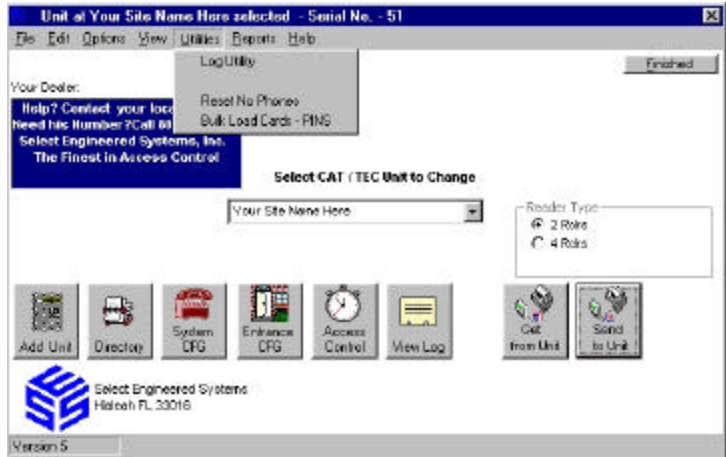 Unit at Your Site Name Here selected - Serial No. - 51
File Edit Options View Utilities Reports Help
Log Utility
Reset No Phones
Bulk Load Cards - PINS
Finished
Your Dealer:
Help? Contact your loca
Need his Number?Call
Select Engineered Systems, Inc.
The Finest in Access Control
Select CAT / TEC Unit to Change
Your Site Name Here
Reader Type
2 Rdrs
4 Rdrs
Add Unit
Directory
System
CFG
Entrance
CFG
Access
Control
View Log
Get
from Unit
Send
to Unit
Select Engineered Systems
Hialeah FL 33016
Version 5